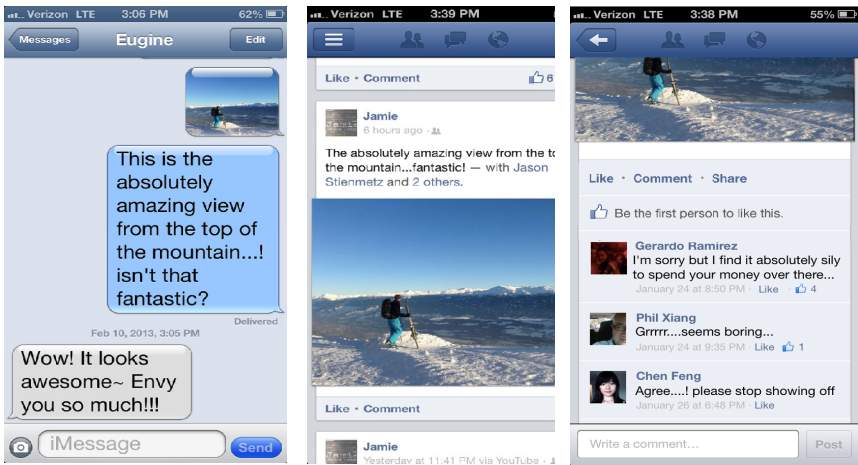 Verizon LTE 3:06 PM 62%
Messages Eugine Edit
This is the
absolutely
amazing view
from the top of
the mountain...!
isn't that
fantastic?
Delivered
Feb 10, 2013, 3:05 PM
Wow! It looks
awesome~ Envy
you so much!!!
iMessage Send
Verizon LTE 3:39 PM
Like • Comment 6
Jamie
6 hours ago
The absolutely amazing view from the to
the mountain...fantastic! — with Jason
Stienmetz and 2 others.
Like • Comment
Jamie
Yesterday at 11:41 PM via YouTube
Verizon LTE 3:38 PM 55%
Like • Comment • Share
Be the first person to like this.
Gerardo Ramirez
I'm sorry but I find it absolutely sily
to spend your money over there...
January 24 at 8:50 PM · Like · 4
Phil Xiang
Grrrrr....seems boring...
January 24 at 9:35 PM · Like 1
Chen Feng
Agree....! please stop showing off
January 26 at 6:48 PM · Like
Write a comment... Post